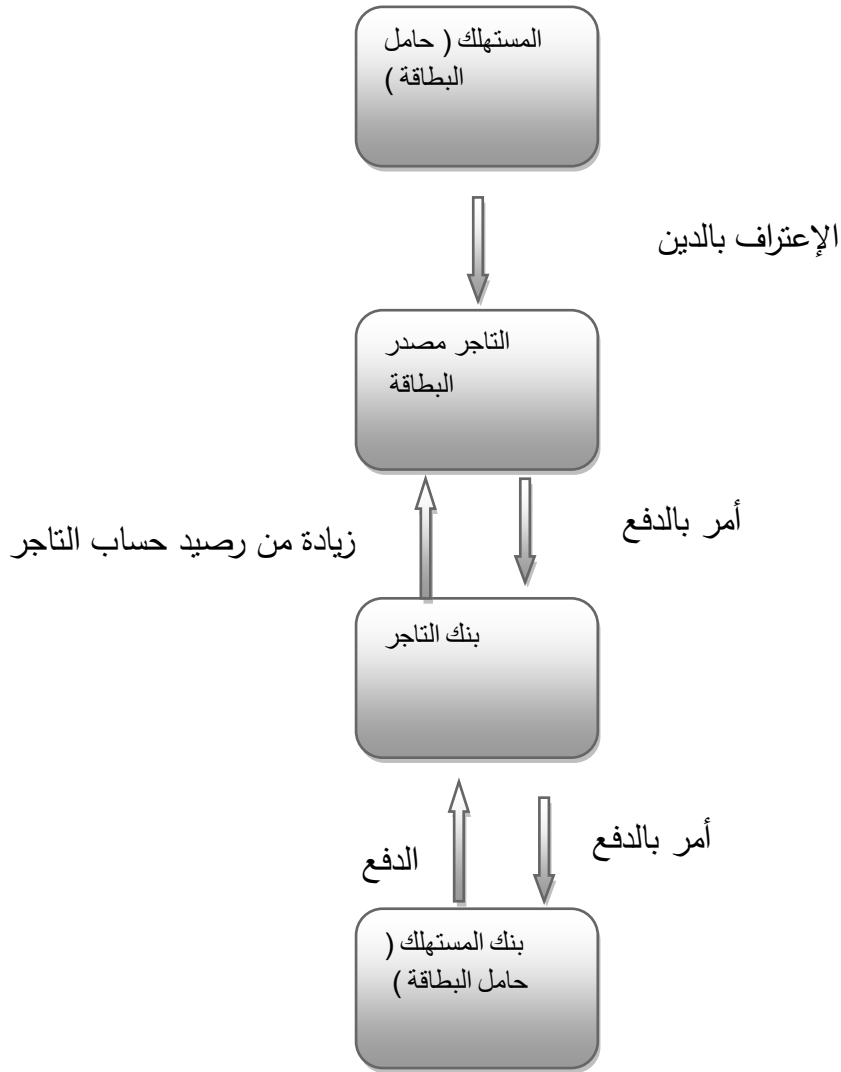 المستهلك ( حامل
البطاقة )
الإعتراف بالدين
التاجر مصدر
البطاقة
أمر بالدفع
زيادة من رصيد حساب التاجر
بنك التاجر
أمر بالدفع
الدفع
بنك المستهلك (
حامل البطاقة )